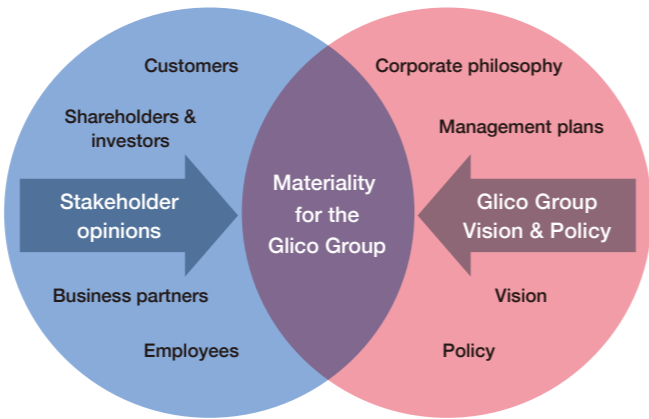 Customers
Shareholders &
investors
Stakeholder
opinions
Business partners
Employees
Materiality
for the
Glico Group
Corporate philosophy
Management plans
Glico Group
Vision & Policy
Vision
Policy